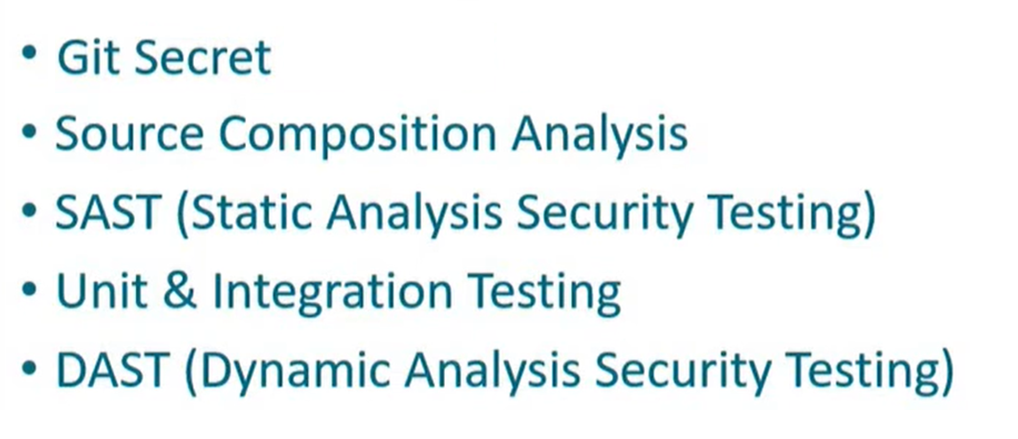 • Git Secret
• Source Composition Analysis
• SAST (Static Analysis Security Testing)
• Unit & Integration Testing
• DAST (Dynamic Analysis Security Testing)